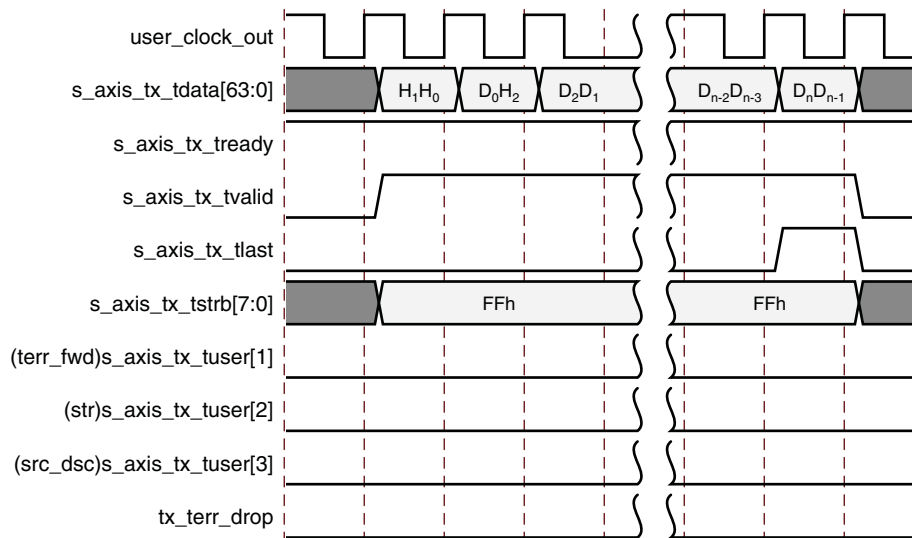 user_clock_out
s_axis_tx_tdata[63:0] H₁H₀ D₀H₂ D₂D₁ Dₙ₋₂Dₙ₋₃ DₙDₙ₋₁
s_axis_tx_tready
s_axis_tx_tvalid
s_axis_tx_tlast
s_axis_tx_tstrb[7:0] FFh FFh
(terr_fwd)s_axis_tx_tuser[1]
(str)s_axis_tx_tuser[2]
(src_dsc)s_axis_tx_tuser[3]
tx_terr_drop